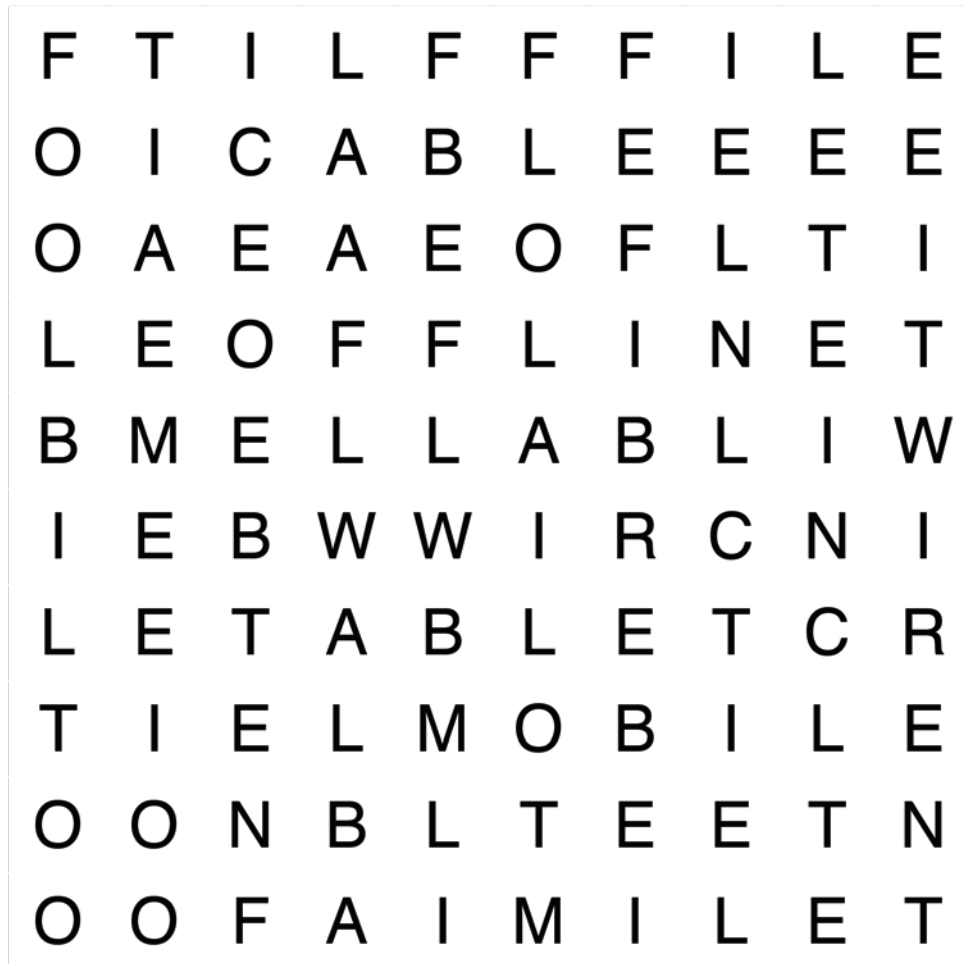 F T I L F F F I L E
O I C A B L E E E E
O A E A E O F L T I
L E O F F L I N E T
B M E L L A B L I W
I E B W W I R C N I
L E T A B L E T C R
T I E L M O B I L E
O O N B L T E E T N
O O F A I M I L E T